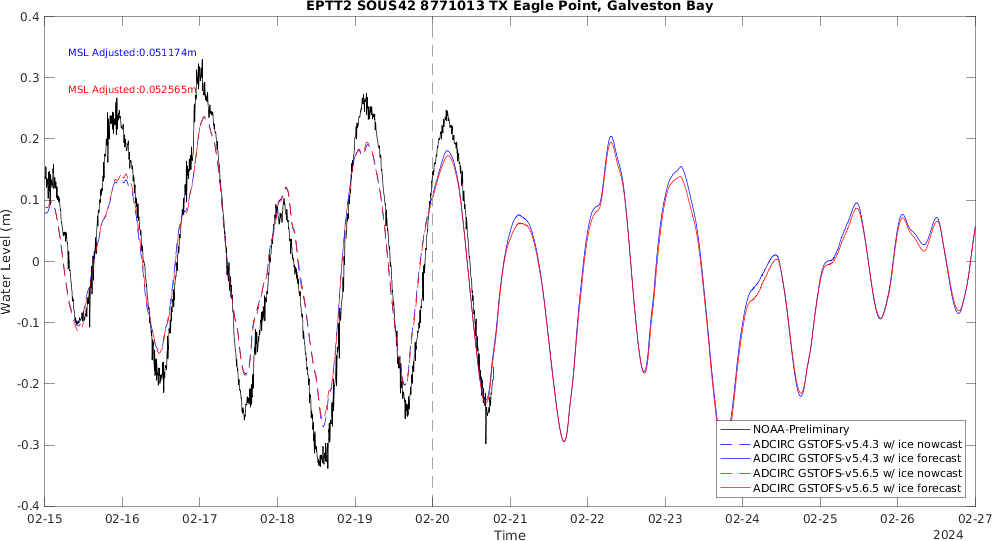 EPTT2 SOUS42 8771013 TX Eagle Point, Galveston Bay
0.4
MSL Adjusted:0.051174m
0.3
MSL Adjusted:0.052565m
0.2
0.1
Water Level (m)
0
-0.1
-0.2
-0.3
-0.4
NOAA-Preliminary
ADCIRC GSTOFS-v5.4.3 w/ ice nowcast
ADCIRC GSTOFS-v5.4.3 w/ ice forecast
ADCIRC GSTOFS-v5.6.5 w/ ice nowcast
ADCIRC GSTOFS-v5.6.5 w/ ice forecast
02-15 02-16 02-17 02-18 02-19 02-20 02-21 02-22 02-23 02-24 02-25 02-26 02-27
Time
2024